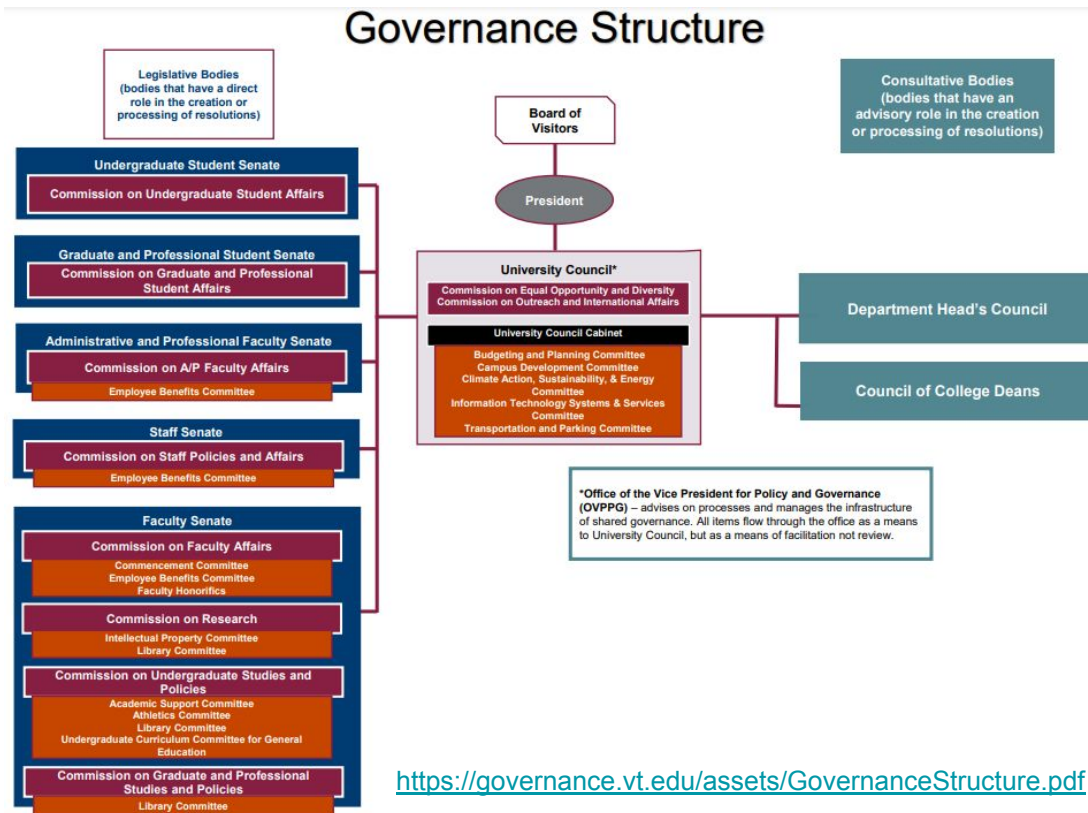 Governance Structure
Legislative Bodies
(bodies that have a direct
role in the creation or
processing of resolutions)
Board of
Visitors
Consultative Bodies
(bodies that have an
advisory role in the creation
or processing of resolutions)
President
Undergraduate Student Senate
Commission on Undergraduate Student Affairs
Graduate and Professional Student Senate
Commission on Graduate and Professional
Student Affairs
Administrative and Professional Faculty Senate
Commission on A/P Faculty Affairs
Employee Benefits Committee
Staff Senate
Commission on Staff Policies and Affairs
Employee Benefits Committee
Faculty Senate
Commission on Faculty Affairs
Commencement Committee
Employee Benefits Committee
Faculty Honorifics
Commission on Research
Intellectual Property Committee
Library Committee
Commission on Undergraduate Studies and
Policies
Academic Support Committee
Athletics Committee
Library Committee
Undergraduate Curriculum Committee for General
Education
Commission on Graduate and Professional
Studies and Policies
Library Committee
University Council*
Commission on Equal Opportunity and Diversity
Commission on Outreach and International Affairs
University Council Cabinet
Budgeting and Planning Committee
Campus Development Committee
Climate Action, Sustainability, & Energy
Committee
Information Technology Systems & Services
Committee
Transportation and Parking Committee
Department Head's Council
Council of College Deans
*Office of the Vice President for Policy and Governance
(OVPPG) – advises on processes and manages the infrastructure
of shared governance. All items flow through the office as a means
to University Council, but as a means of facilitation not review.
https://governance.vt.edu/assets/GovernanceStructure.pdf